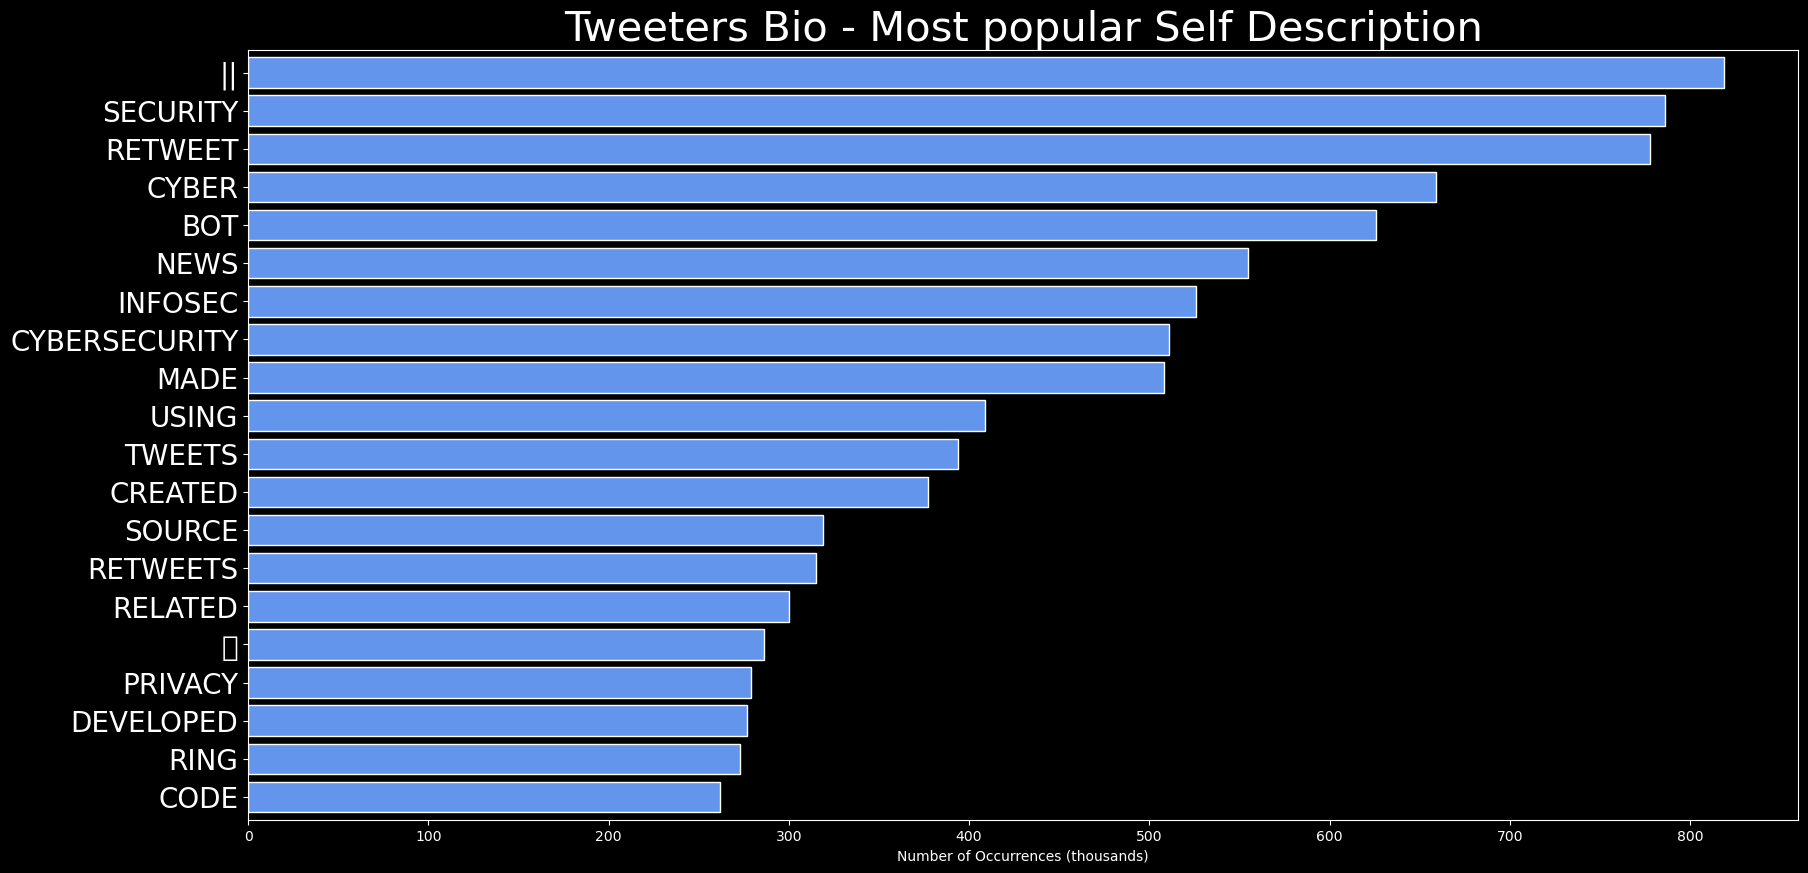 Tweeters Bio - Most popular Self Description
||
SECURITY
RETWEET
CYBER
BOT
NEWS
INFOSEC
CYBERSECURITY
MADE
USING
TWEETS
CREATED
SOURCE
RETWEETS
RELATED
PRIVACY
DEVELOPED
RING
CODE
0 100 200 300 400 500 600 700 800
Number of Occurrences (thousands)